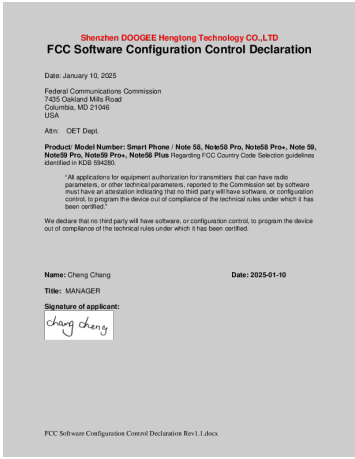 Shenzhen DOOGEE Hengtong Technology CO.,LTD
FCC Software Configuration Control Declaration
Date: January 10, 2025
Federal Communications Commission
7435 Oakland Mills Road
Columbia, MD 21046
USA
Attn: OET Dept.
Product/ Model Number: Smart Phone / Note 58, Note58 Pro, Note58 Pro+, Note 59,
Note59 Pro, Note59 Pro+, Note58 Plus Regarding FCC Country Code Selection guidelines
identified in KDB 594280.
"All applications for equipment authorization for transmitters that can have radio
parameters, or other technical parameters, reported to the Commission set by software
must have an attestation indicating that no third party will have software, or configuration
control, to program the device out of compliance of the technical rules under which it has
been certified."
We declare that no third party will have software, or configuration control, to program the device
out of compliance of the technical rules under which it has been certified.
Name: Cheng Chang Date: 2025-01-10
Title: MANAGER
Signature of applicant:
chang cheng
FCC Software Configuration Control Declaration Rev1.1.docx